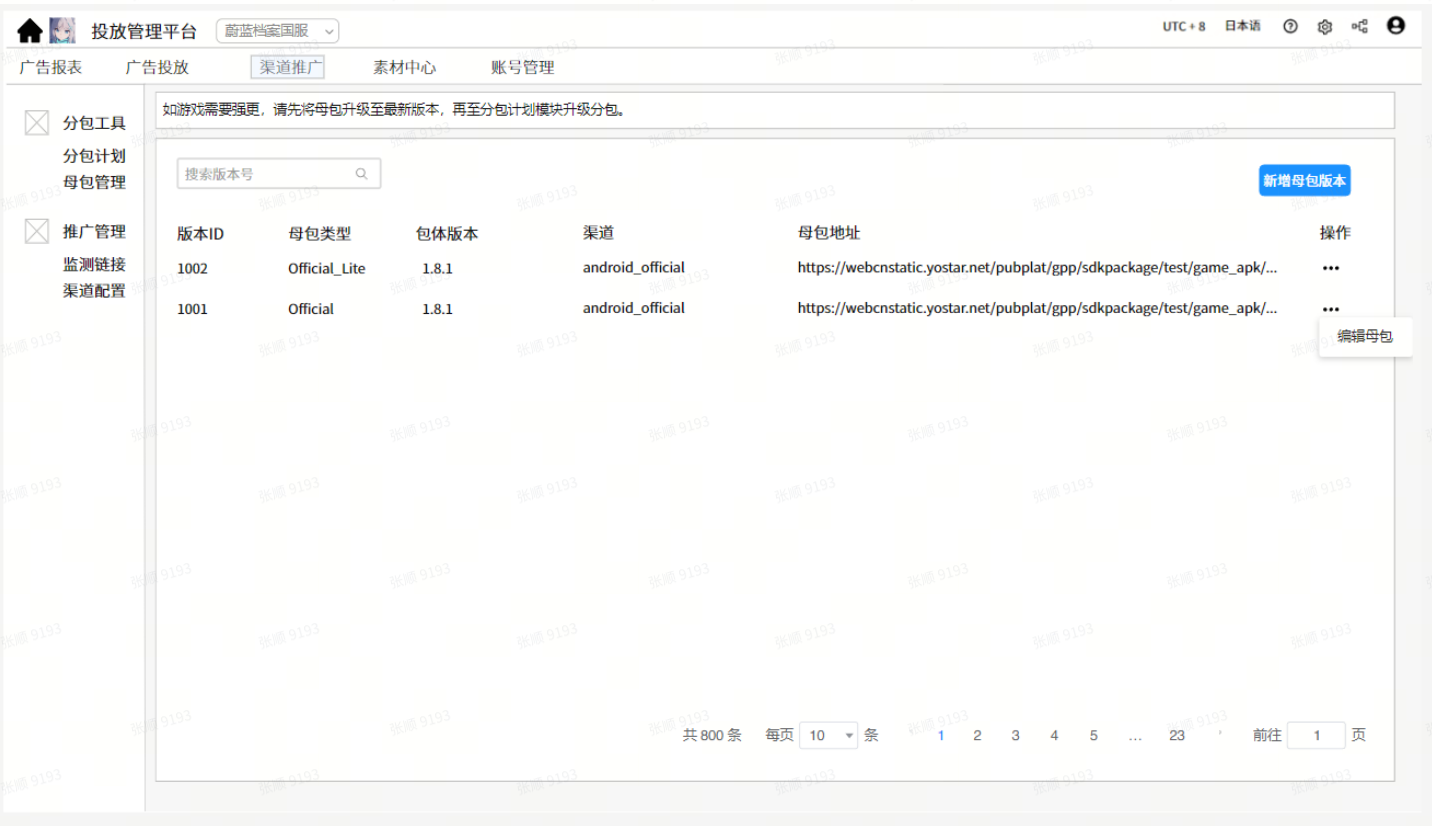 投放管理平台 蔚蓝档案国服 UTC + 8 日本语
广告报表 广告投放 渠道推广 素材中心 账号管理
如游戏需要强更，请先将母包升级至最新版本，再至分包计划模块升级分包。
分包工具
分包计划
母包管理
推广管理
监测链接
渠道配置
搜索版本号
新增母包版本
版本ID 母包类型 包体版本 渠道 母包地址 操作
1002 Official_Lite 1.8.1 android_official https://webcnstatic.yostar.net/pubplat/gpp/sdkpackage/test/game_apk/... •••
1001 Official 1.8.1 android_official https://webcnstatic.yostar.net/pubplat/gpp/sdkpackage/test/game_apk/... •••
编辑母包
共 800 条 每页 10 条 1 2 3 4 5 ... 23 前往 1 页
张顺 9193